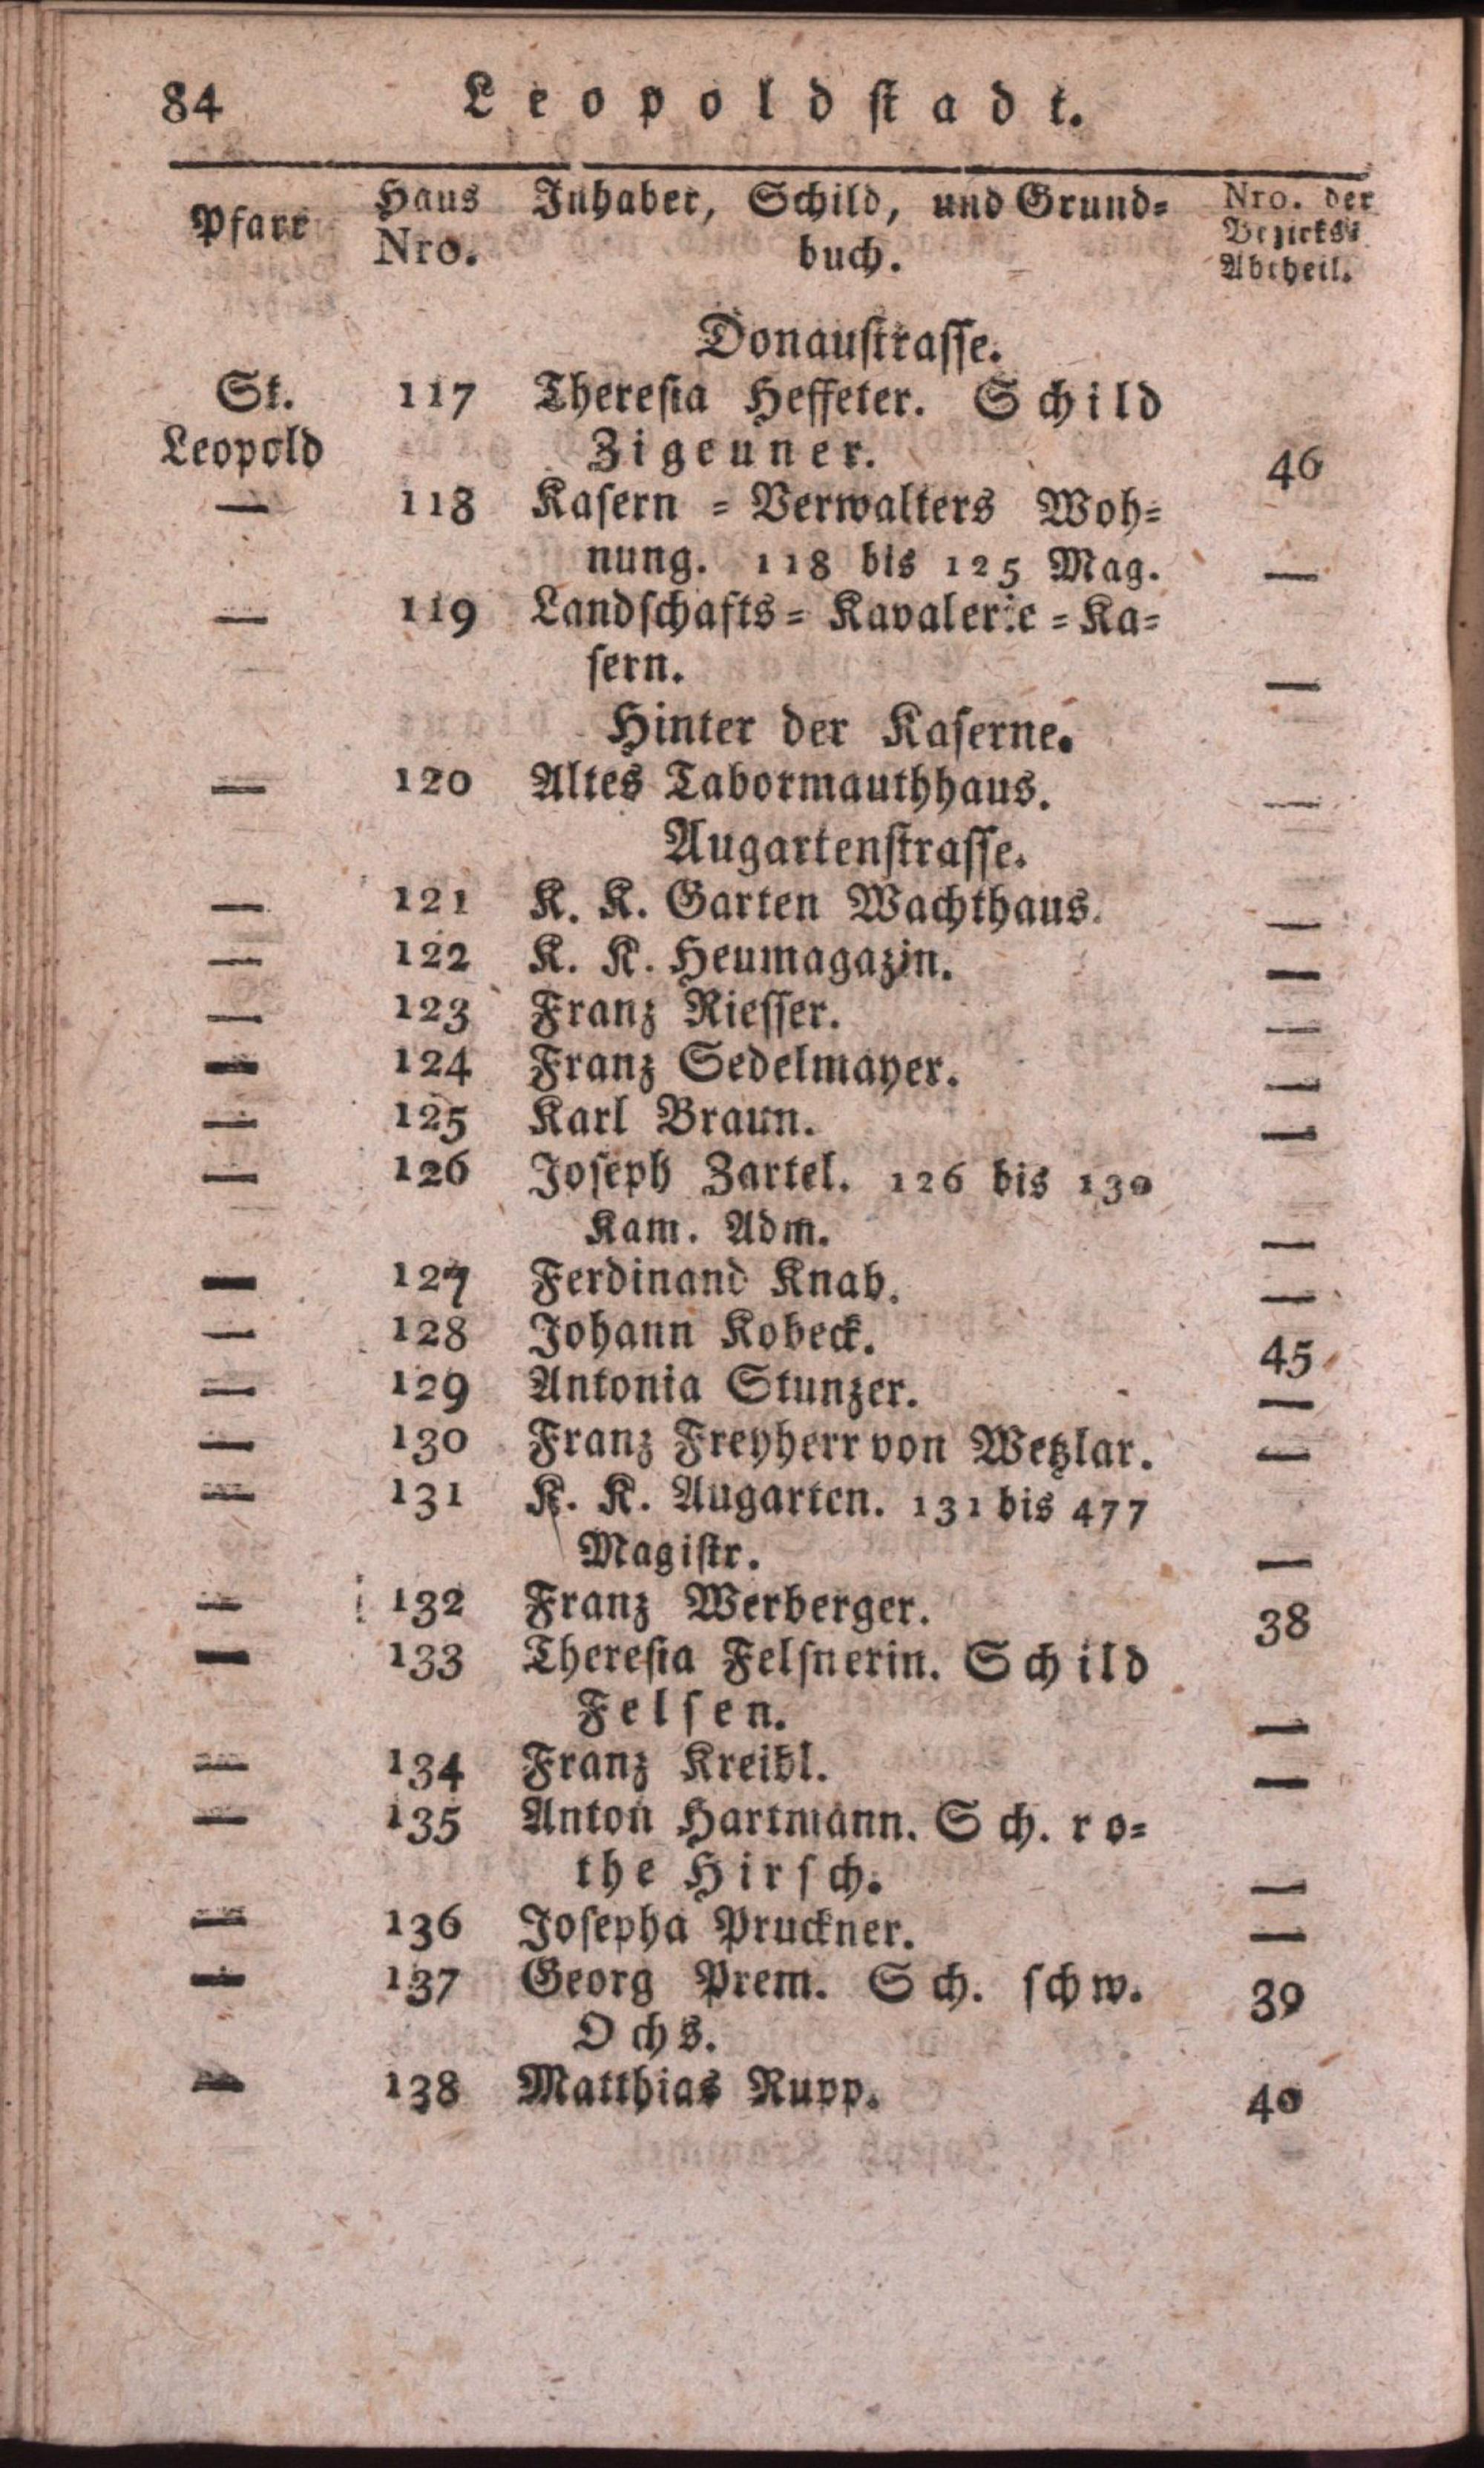 84 Leopoldstadt.
Pfarr Haus Nro. Inhaber, Schild, und Grund= Nro. der Bezirks=
buch. Abtheil.
Donaustrasse.
St. 117 Theresia Heffeter. Schild
Leopold Zigeuner. 46
— 118 Kasern = Verwalters Woh=
nung. 118 bis 125 Mag. —
— 119 Landschafts = Kavalerie = Ka=
sern. —
Hinter der Kaserne.
— 120 Altes Tabormauthhaus. —
Augartenstrasse.
— 121 K. K. Garten Wachthaus. —
— 122 K. K. Heumagazin. —
— 123 Franz Riesser. —
— 124 Franz Sedelmayer. —
— 125 Karl Braun. —
— 126 Joseph Zartel. 126 bis 130
Kam. Adm. —
— 127 Ferdinand Knab. —
— 128 Johann Kobeck. 45
— 129 Antonia Stunzer. —
— 130 Franz Freyherr von Wetzlar. —
— 131 K. K. Augarten. 131 bis 477
Magistr. —
— 132 Franz Werberger. 38
— 133 Theresia Felsnerin. Schild
Felsen. —
— 134 Franz Kreibl. —
— 135 Anton Hartmann. Sch. ro=
the Hirsch. —
— 136 Josepha Pruckner. —
— 137 Georg Prem. Sch. schw. 39
Ochs.
— 138 Matthias Rupp. 40